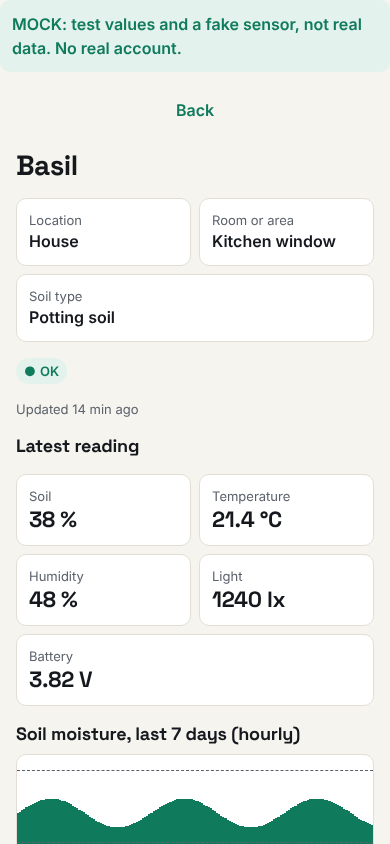 MOCK: test values and a fake sensor, not real
data. No real account.
Back
Basil
Location
House
Room or area
Kitchen window
Soil type
Potting soil
OK
Updated 14 min ago
Latest reading
Soil
38 %
Temperature
21.4 °C
Humidity
48 %
Light
1240 lx
Battery
3.82 V
Soil moisture, last 7 days (hourly)